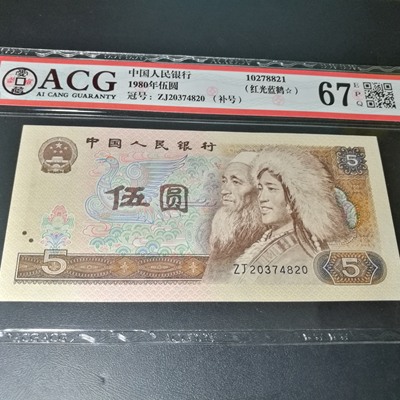 ACG
AI CANG GUARANTY
中国人民银行
1980年伍圆
冠号：ZJ20374820（补号）
10278821
（红光蓝鹤☆）
67 EPQ
中国人民银行
5
伍圆
5
5
ZJ20374820